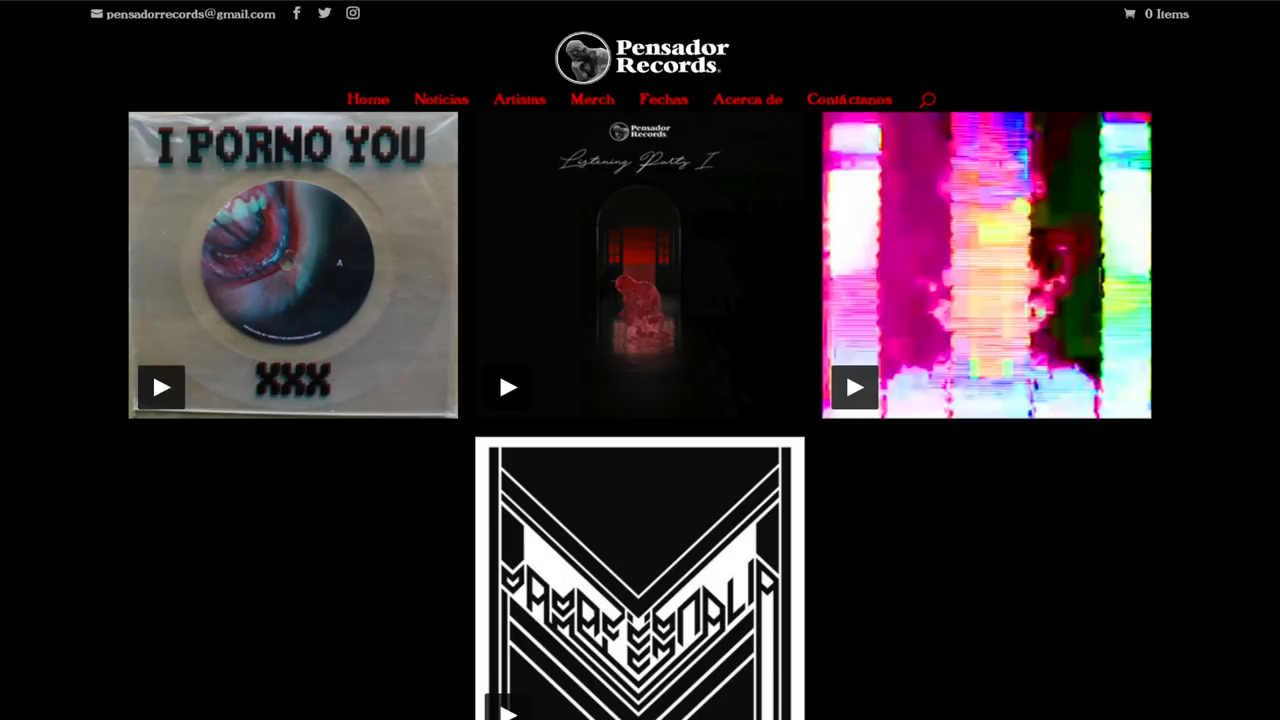 pensadorrecords@gmail.com
0 Items
Pensador
Records.
Home Noticias Artistas Merch Fechas Acerca de Contáctanos
I PORNO YOU
A
XXX
Pensador
Records.
Listening Party I